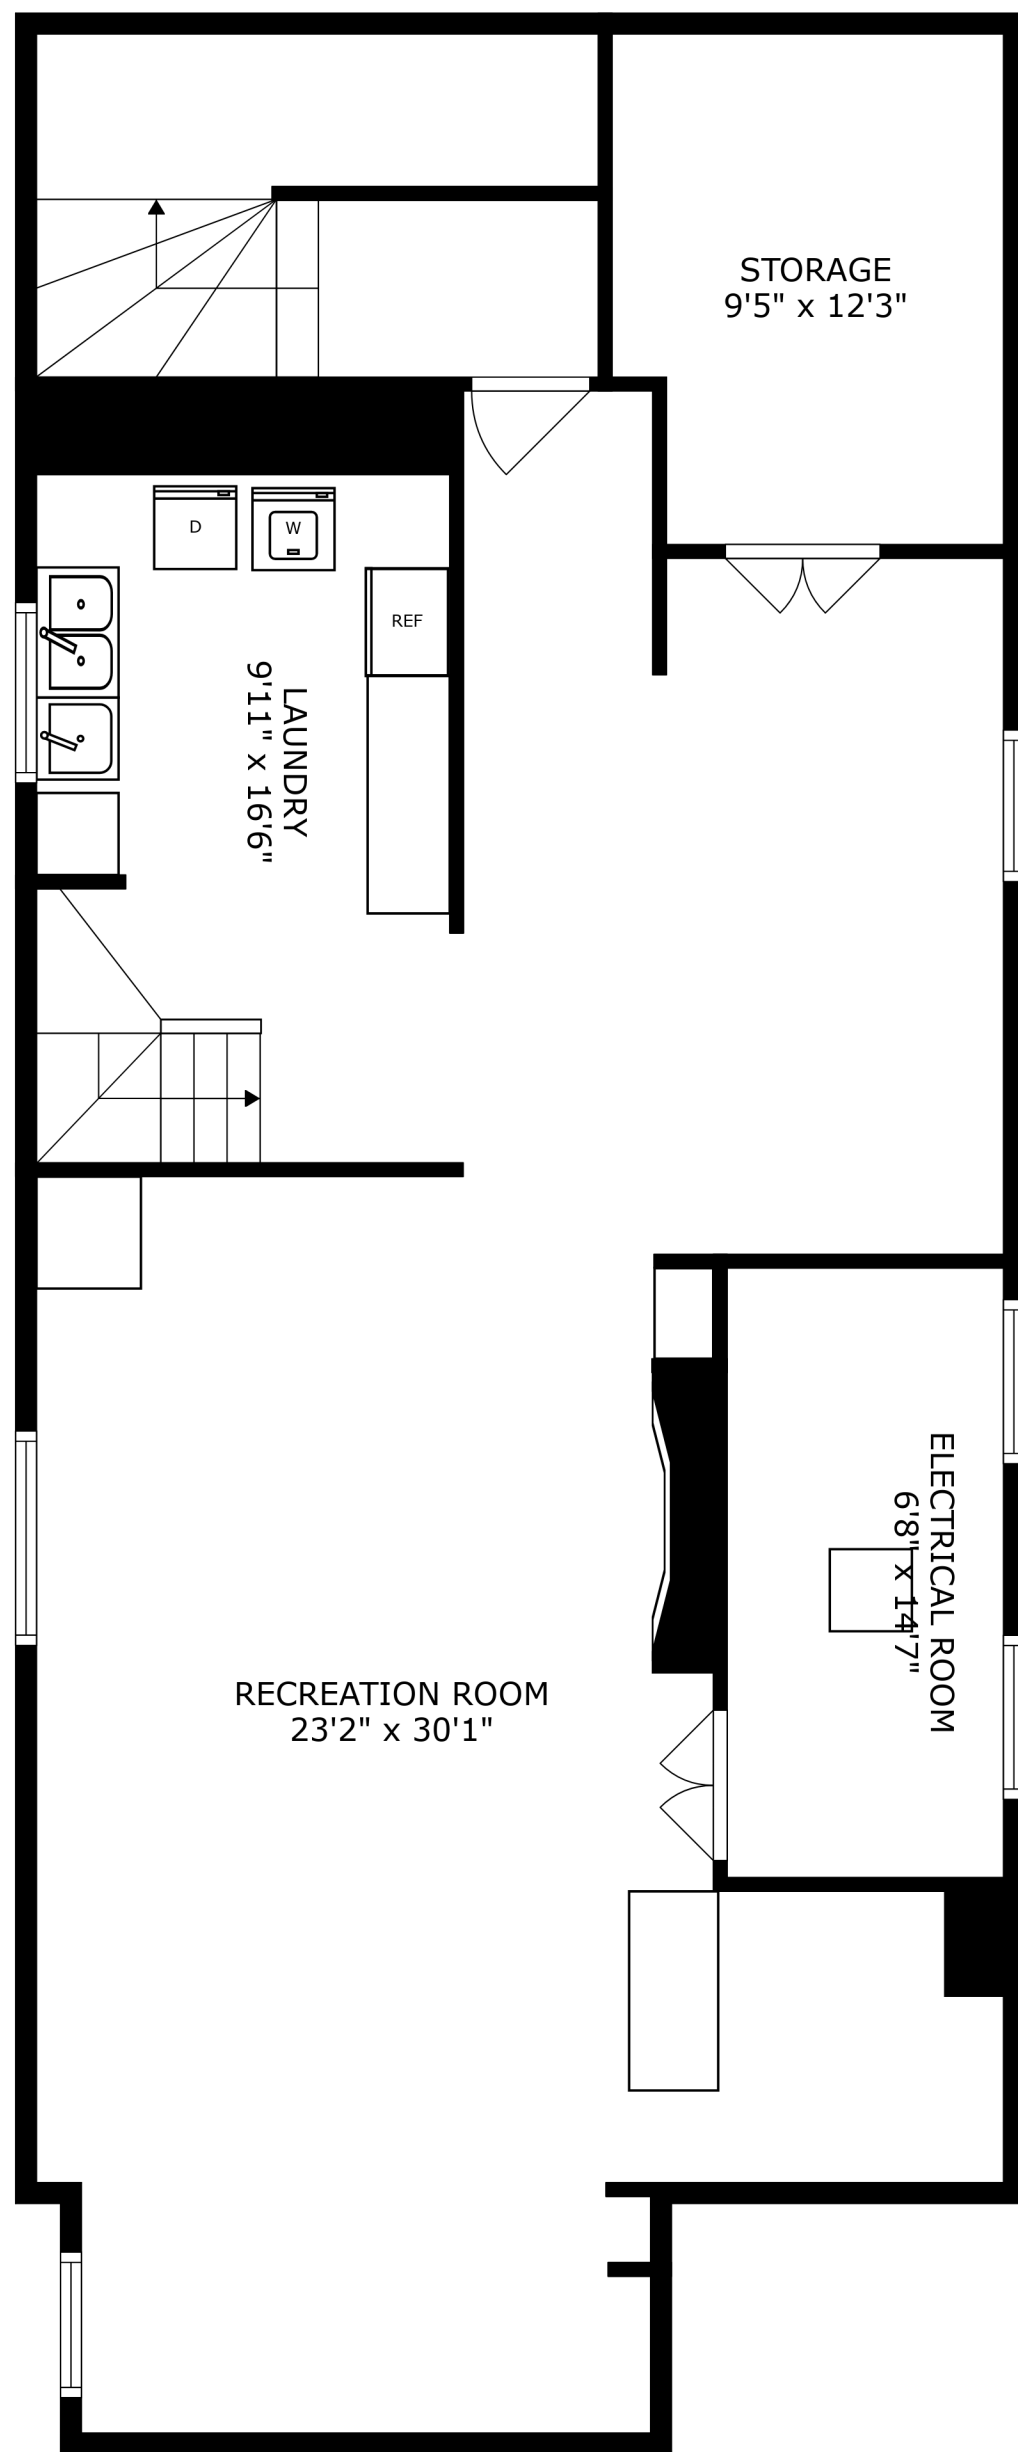 STORAGE
9'5" x 12'3"
D
W
REF
LAUNDRY
9'11" x 16'6"
ELECTRICAL ROOM
6'8" x 14'7"
RECREATION ROOM
23'2" x 30'1"